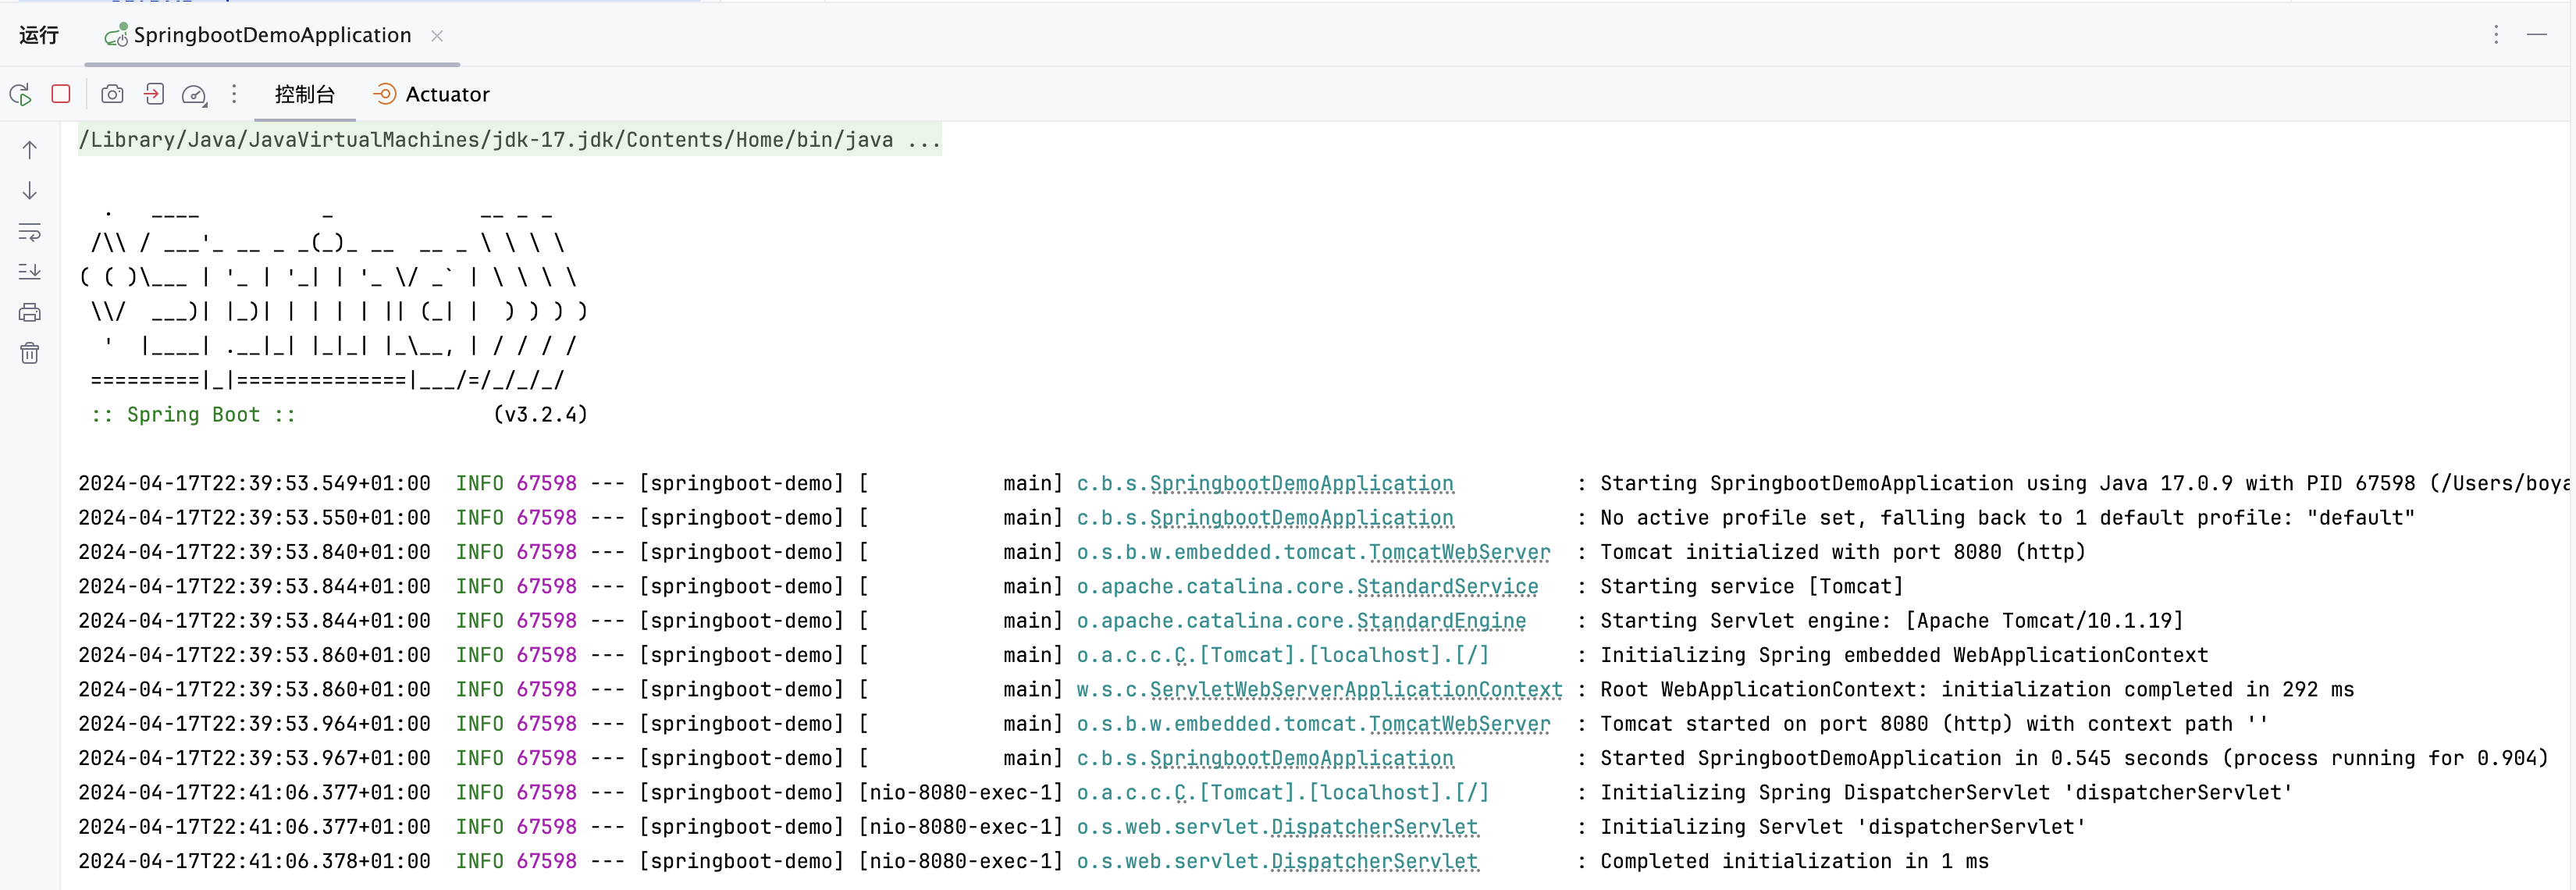 运行 SpringbootDemoApplication
控制台 Actuator
/Library/Java/JavaVirtualMachines/jdk-17.jdk/Contents/Home/bin/java ...
  .   ____          _            __ _ _
 /\\ / ___'_ __ _ _(_)_ __  __ _ \ \ \ \
( ( )\___ | '_ | '_| | '_ \/ _` | \ \ \ \
 \\/  ___)| |_)| | | | | || (_| |  ) ) ) )
  '  |____| .__|_| |_|_| |_\__, | / / / /
 =========|_|==============|___/=/_/_/_/
 :: Spring Boot ::                (v3.2.4)
2024-04-17T22:39:53.549+01:00  INFO 67598 --- [springboot-demo] [           main] c.b.s.SpringbootDemoApplication          : Starting SpringbootDemoApplication using Java 17.0.9 with PID 67598 (/Users/boya
2024-04-17T22:39:53.550+01:00  INFO 67598 --- [springboot-demo] [           main] c.b.s.SpringbootDemoApplication          : No active profile set, falling back to 1 default profile: "default"
2024-04-17T22:39:53.840+01:00  INFO 67598 --- [springboot-demo] [           main] o.s.b.w.embedded.tomcat.TomcatWebServer  : Tomcat initialized with port 8080 (http)
2024-04-17T22:39:53.844+01:00  INFO 67598 --- [springboot-demo] [           main] o.apache.catalina.core.StandardService   : Starting service [Tomcat]
2024-04-17T22:39:53.844+01:00  INFO 67598 --- [springboot-demo] [           main] o.apache.catalina.core.StandardEngine    : Starting Servlet engine: [Apache Tomcat/10.1.19]
2024-04-17T22:39:53.860+01:00  INFO 67598 --- [springboot-demo] [           main] o.a.c.c.C.[Tomcat].[localhost].[/]       : Initializing Spring embedded WebApplicationContext
2024-04-17T22:39:53.860+01:00  INFO 67598 --- [springboot-demo] [           main] w.s.c.ServletWebServerApplicationContext : Root WebApplicationContext: initialization completed in 292 ms
2024-04-17T22:39:53.964+01:00  INFO 67598 --- [springboot-demo] [           main] o.s.b.w.embedded.tomcat.TomcatWebServer  : Tomcat started on port 8080 (http) with context path ''
2024-04-17T22:39:53.967+01:00  INFO 67598 --- [springboot-demo] [           main] c.b.s.SpringbootDemoApplication          : Started SpringbootDemoApplication in 0.545 seconds (process running for 0.904)
2024-04-17T22:41:06.377+01:00  INFO 67598 --- [springboot-demo] [nio-8080-exec-1] o.a.c.c.C.[Tomcat].[localhost].[/]       : Initializing Spring DispatcherServlet 'dispatcherServlet'
2024-04-17T22:41:06.377+01:00  INFO 67598 --- [springboot-demo] [nio-8080-exec-1] o.s.web.servlet.DispatcherServlet        : Initializing Servlet 'dispatcherServlet'
2024-04-17T22:41:06.378+01:00  INFO 67598 --- [springboot-demo] [nio-8080-exec-1] o.s.web.servlet.DispatcherServlet        : Completed initialization in 1 ms